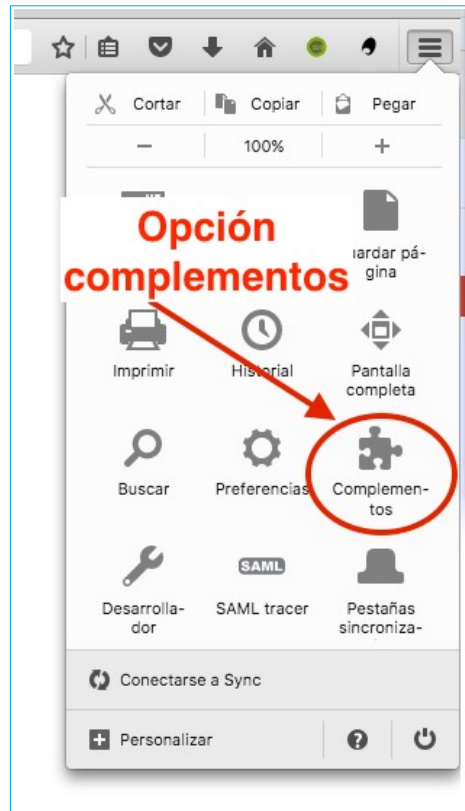 Cortar Copiar Pegar
− 100% +
Opción
complementos
pá-
gina
Imprimir Historial Pantalla
completa
Buscar Preferencias Complemen-
tos
SAML
Desarrolla-
dor
SAML tracer
Pestañas
sincroniza-
Conectarse a Sync
Personalizar